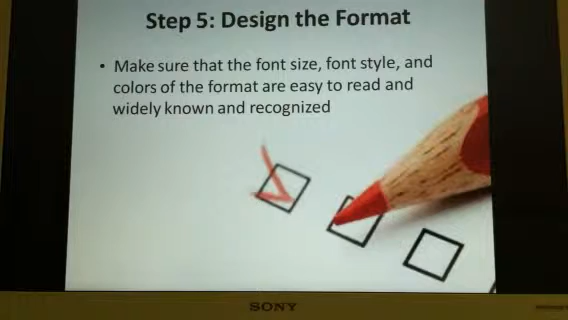 Step 5: Design the Format
• Make sure that the font size, font style, and
colors of the format are easy to read and
widely known and recognized
SONY